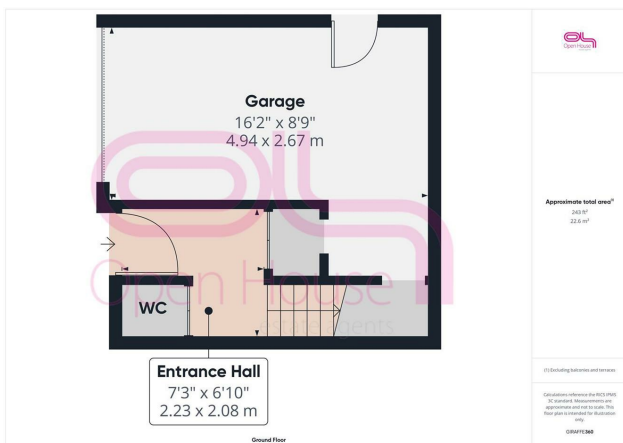 Garage
16'2" x 8'9"
4.94 x 2.67 m
Open House
estate agents
WC
Entrance Hall
7'3" x 6'10"
2.23 x 2.08 m
Ground Floor
Open House
Approximate total area⁽¹⁾
243 ft²
22.6 m²
(1) Excluding balconies and terraces
Calculations reference the RICS IPMS
3C standard. Measurements are
approximate and not to scale. This
floor plan is intended for illustration
only.
GIRAFFE360